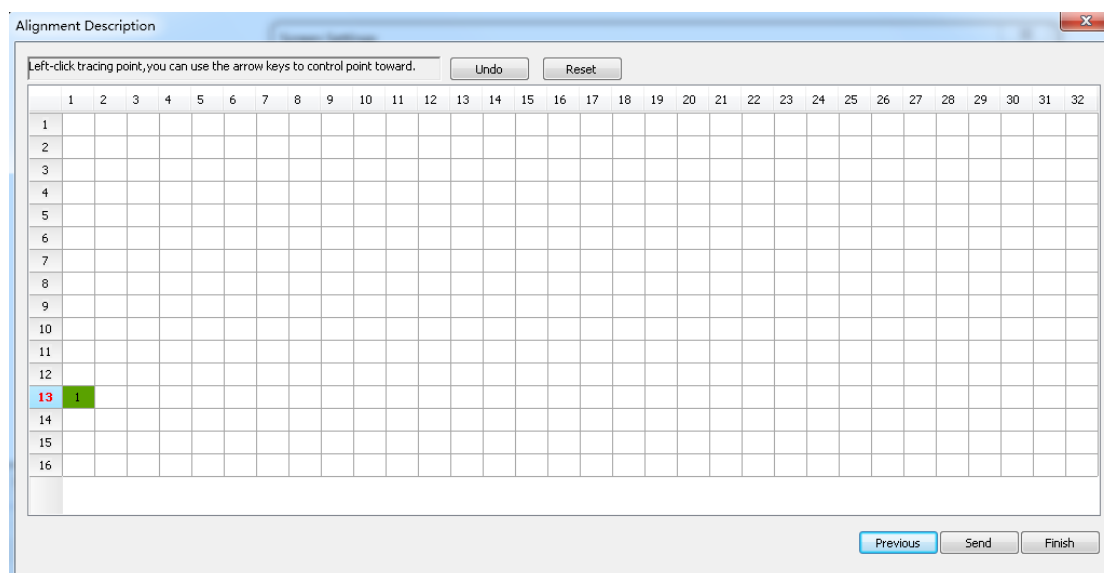 Alignment Description
Left-click tracing point,you can use the arrow keys to control point toward.
Undo
Reset
1 2 3 4 5 6 7 8 9 10 11 12 13 14 15 16 17 18 19 20 21 22 23 24 25 26 27 28 29 30 31 32
1
2
3
4
5
6
7
8
9
10
11
12
13 1
14
15
16
Previous
Send
Finish